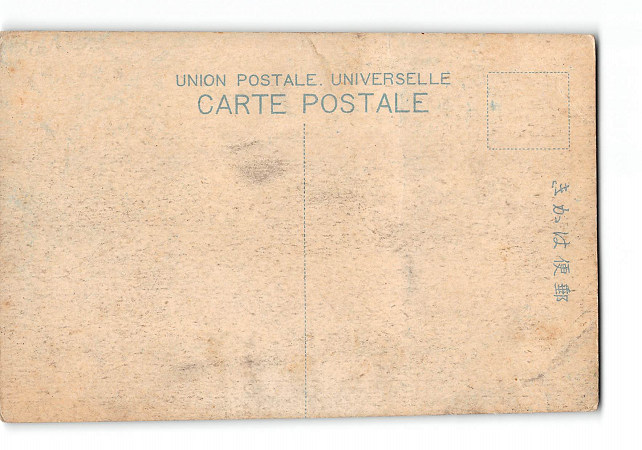 UNION POSTALE. UNIVERSELLE
CARTE POSTALE
きがは便郵